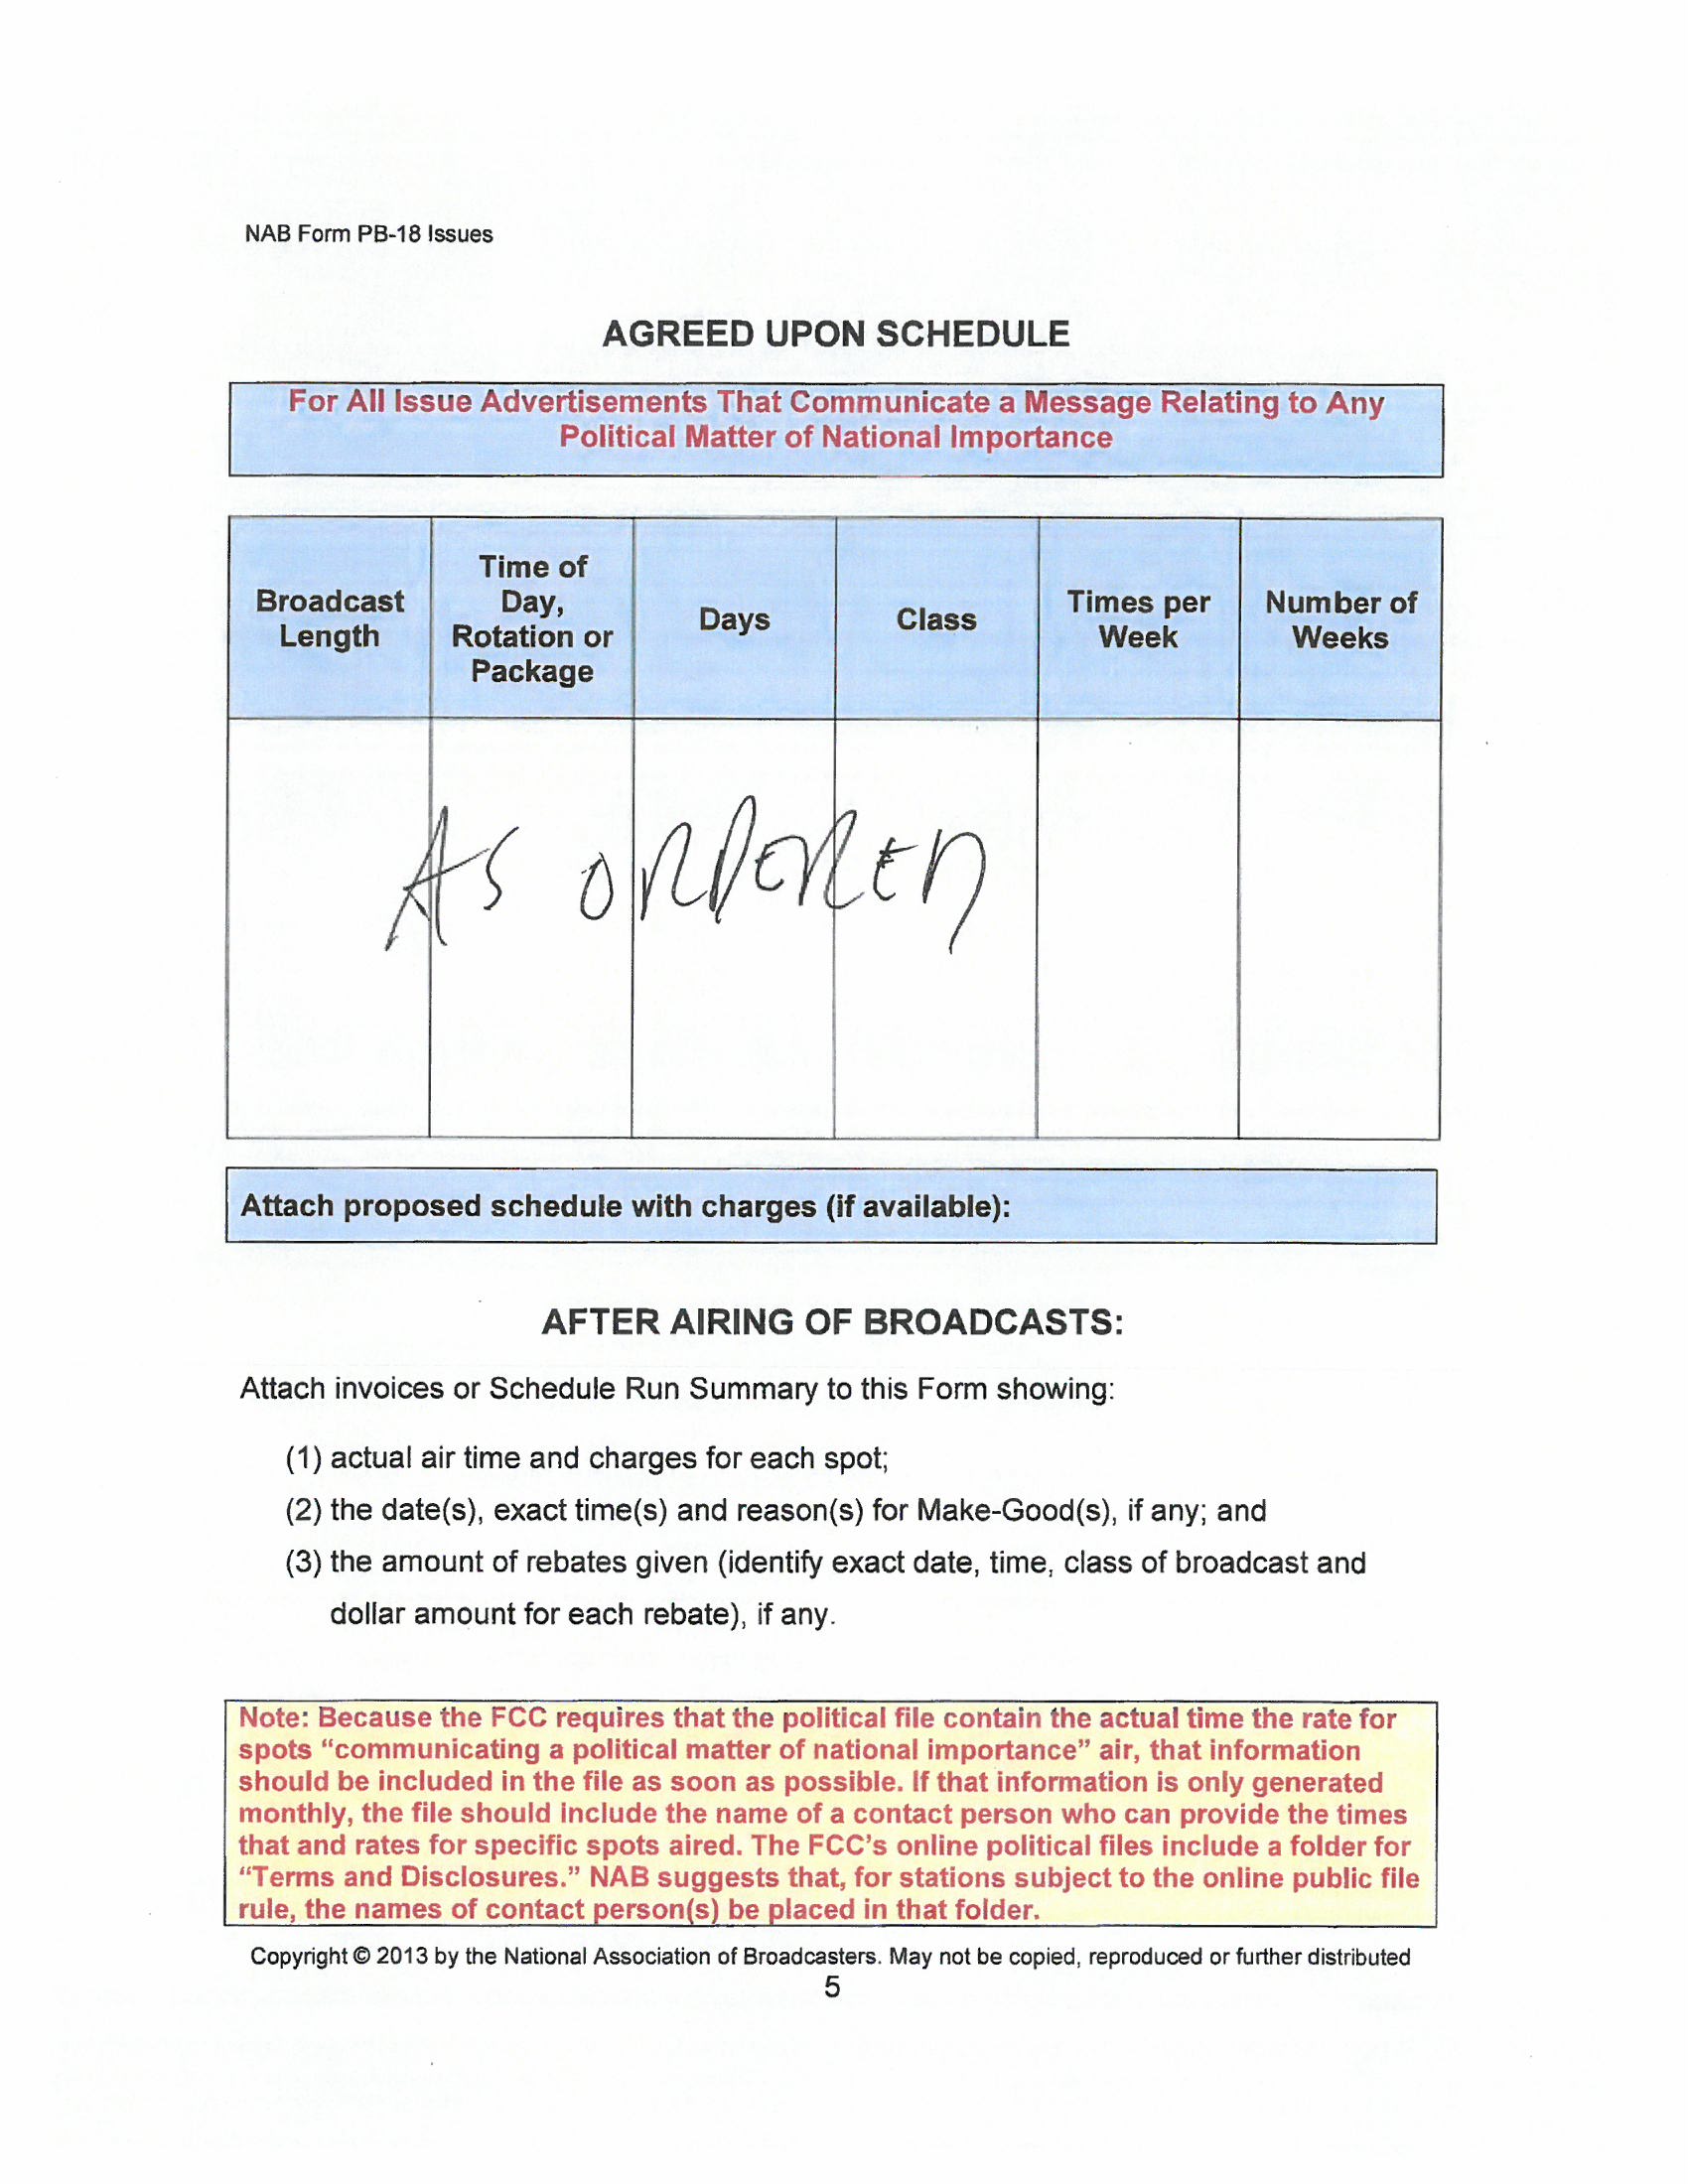 NAB Form PB-18 Issues
AGREED UPON SCHEDULE
For All Issue Advertisements That Communicate a Message Relating to Any
Political Matter of National Importance
Broadcast
Length
Time of
Day,
Rotation or
Package
Days
Class
Times per
Week
Number of
Weeks
AS ORDERED
Attach proposed schedule with charges (if available):
AFTER AIRING OF BROADCASTS:
Attach invoices or Schedule Run Summary to this Form showing:
(1) actual air time and charges for each spot;
(2) the date(s), exact time(s) and reason(s) for Make-Good(s), if any; and
(3) the amount of rebates given (identify exact date, time, class of broadcast and
dollar amount for each rebate), if any.
Note: Because the FCC requires that the political file contain the actual time the rate for
spots “communicating a political matter of national importance” air, that information
should be included in the file as soon as possible. If that information is only generated
monthly, the file should include the name of a contact person who can provide the times
that and rates for specific spots aired. The FCC’s online political files include a folder for
“Terms and Disclosures.” NAB suggests that, for stations subject to the online public file
rule, the names of contact person(s) be placed in that folder.
Copyright © 2013 by the National Association of Broadcasters. May not be copied, reproduced or further distributed
5